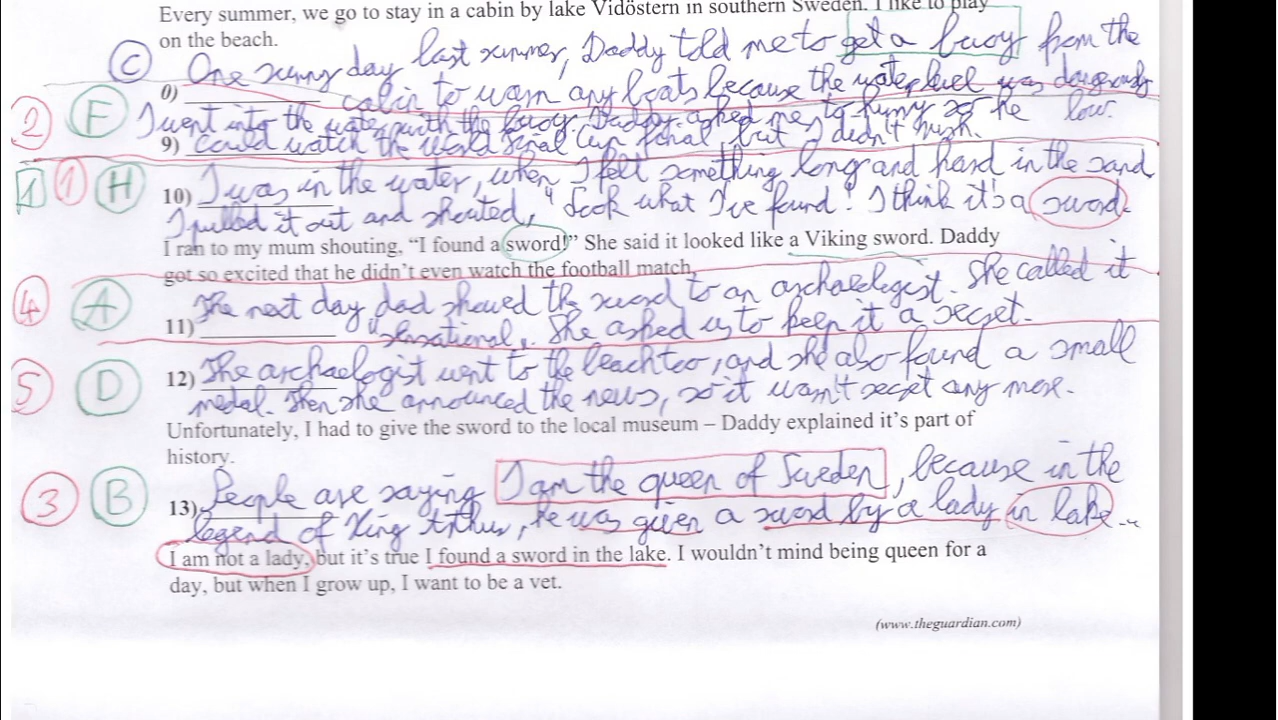 Every summer, we go to stay in a cabin by lake Vidöstern in southern Sweden. I like to play
on the beach.
C One sunny day last summer, Daddy told me to get a buoy from the
0) cabin to warn any boats because the water level was dangerously
low.
2 F I went into the water with the buoy. Daddy asked me to hurry so he
9) could watch the World Cup final, but I didn't rush.
1 1 H 10) I was in the water, when I felt something long and hard in the sand
I pulled it out and shouted, "Look what I've found! I think it's a sword.
I ran to my mum shouting, “I found a sword!” She said it looked like a Viking sword. Daddy
got so excited that he didn’t even watch the football match.
4 A The next day dad showed the sword to an archaelogist. She called it
11) "sensational". She asked us to keep it a secret.
5 D 12) The archaelogist went to the beach too, and she also found a small
medal. Then she announced the news, so it wasn't secret any more.
Unfortunately, I had to give the sword to the local museum – Daddy explained it’s part of
history.
3 B 13) People are saying I am the queen of Sweden, because in the
legend of King Arthur, he was given a sword by a lady in lake.
I am not a lady, but it’s true I found a sword in the lake. I wouldn’t mind being queen for a
day, but when I grow up, I want to be a vet.
(www.theguardian.com)